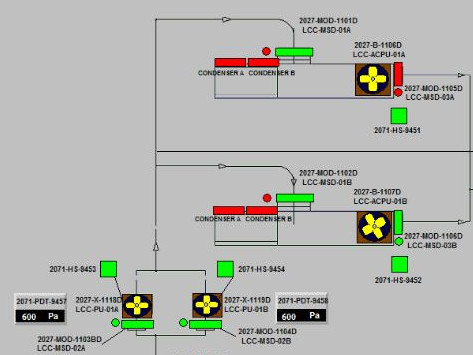 2027-MOD-1101D
LCC-MSD-01A
2027-B-1106D
LCC-ACPU-01A
CONDENSER A
CONDENSER B
2027-MOD-1105D
LCC-MSD-03A
2071-HS-9451
2027-MOD-1102D
LCC-MSD-01B
2027-B-1107D
LCC-ACPU-01B
CONDENSER A
CONDENSER B
2027-MOD-1106D
LCC-MSD-03B
2071-HS-9453
2071-HS-9454
2071-HS-9452
2071-PDT-9457
600 Pa
2027-X-1118D
LCC-PU-01A
2027-X-1119D
LCC-PU-01B
2071-PDT-9458
600 Pa
2027-MOD-1103BD
LCC-MSD-02A
2027-MOD-1104D
LCC-MSD-02B